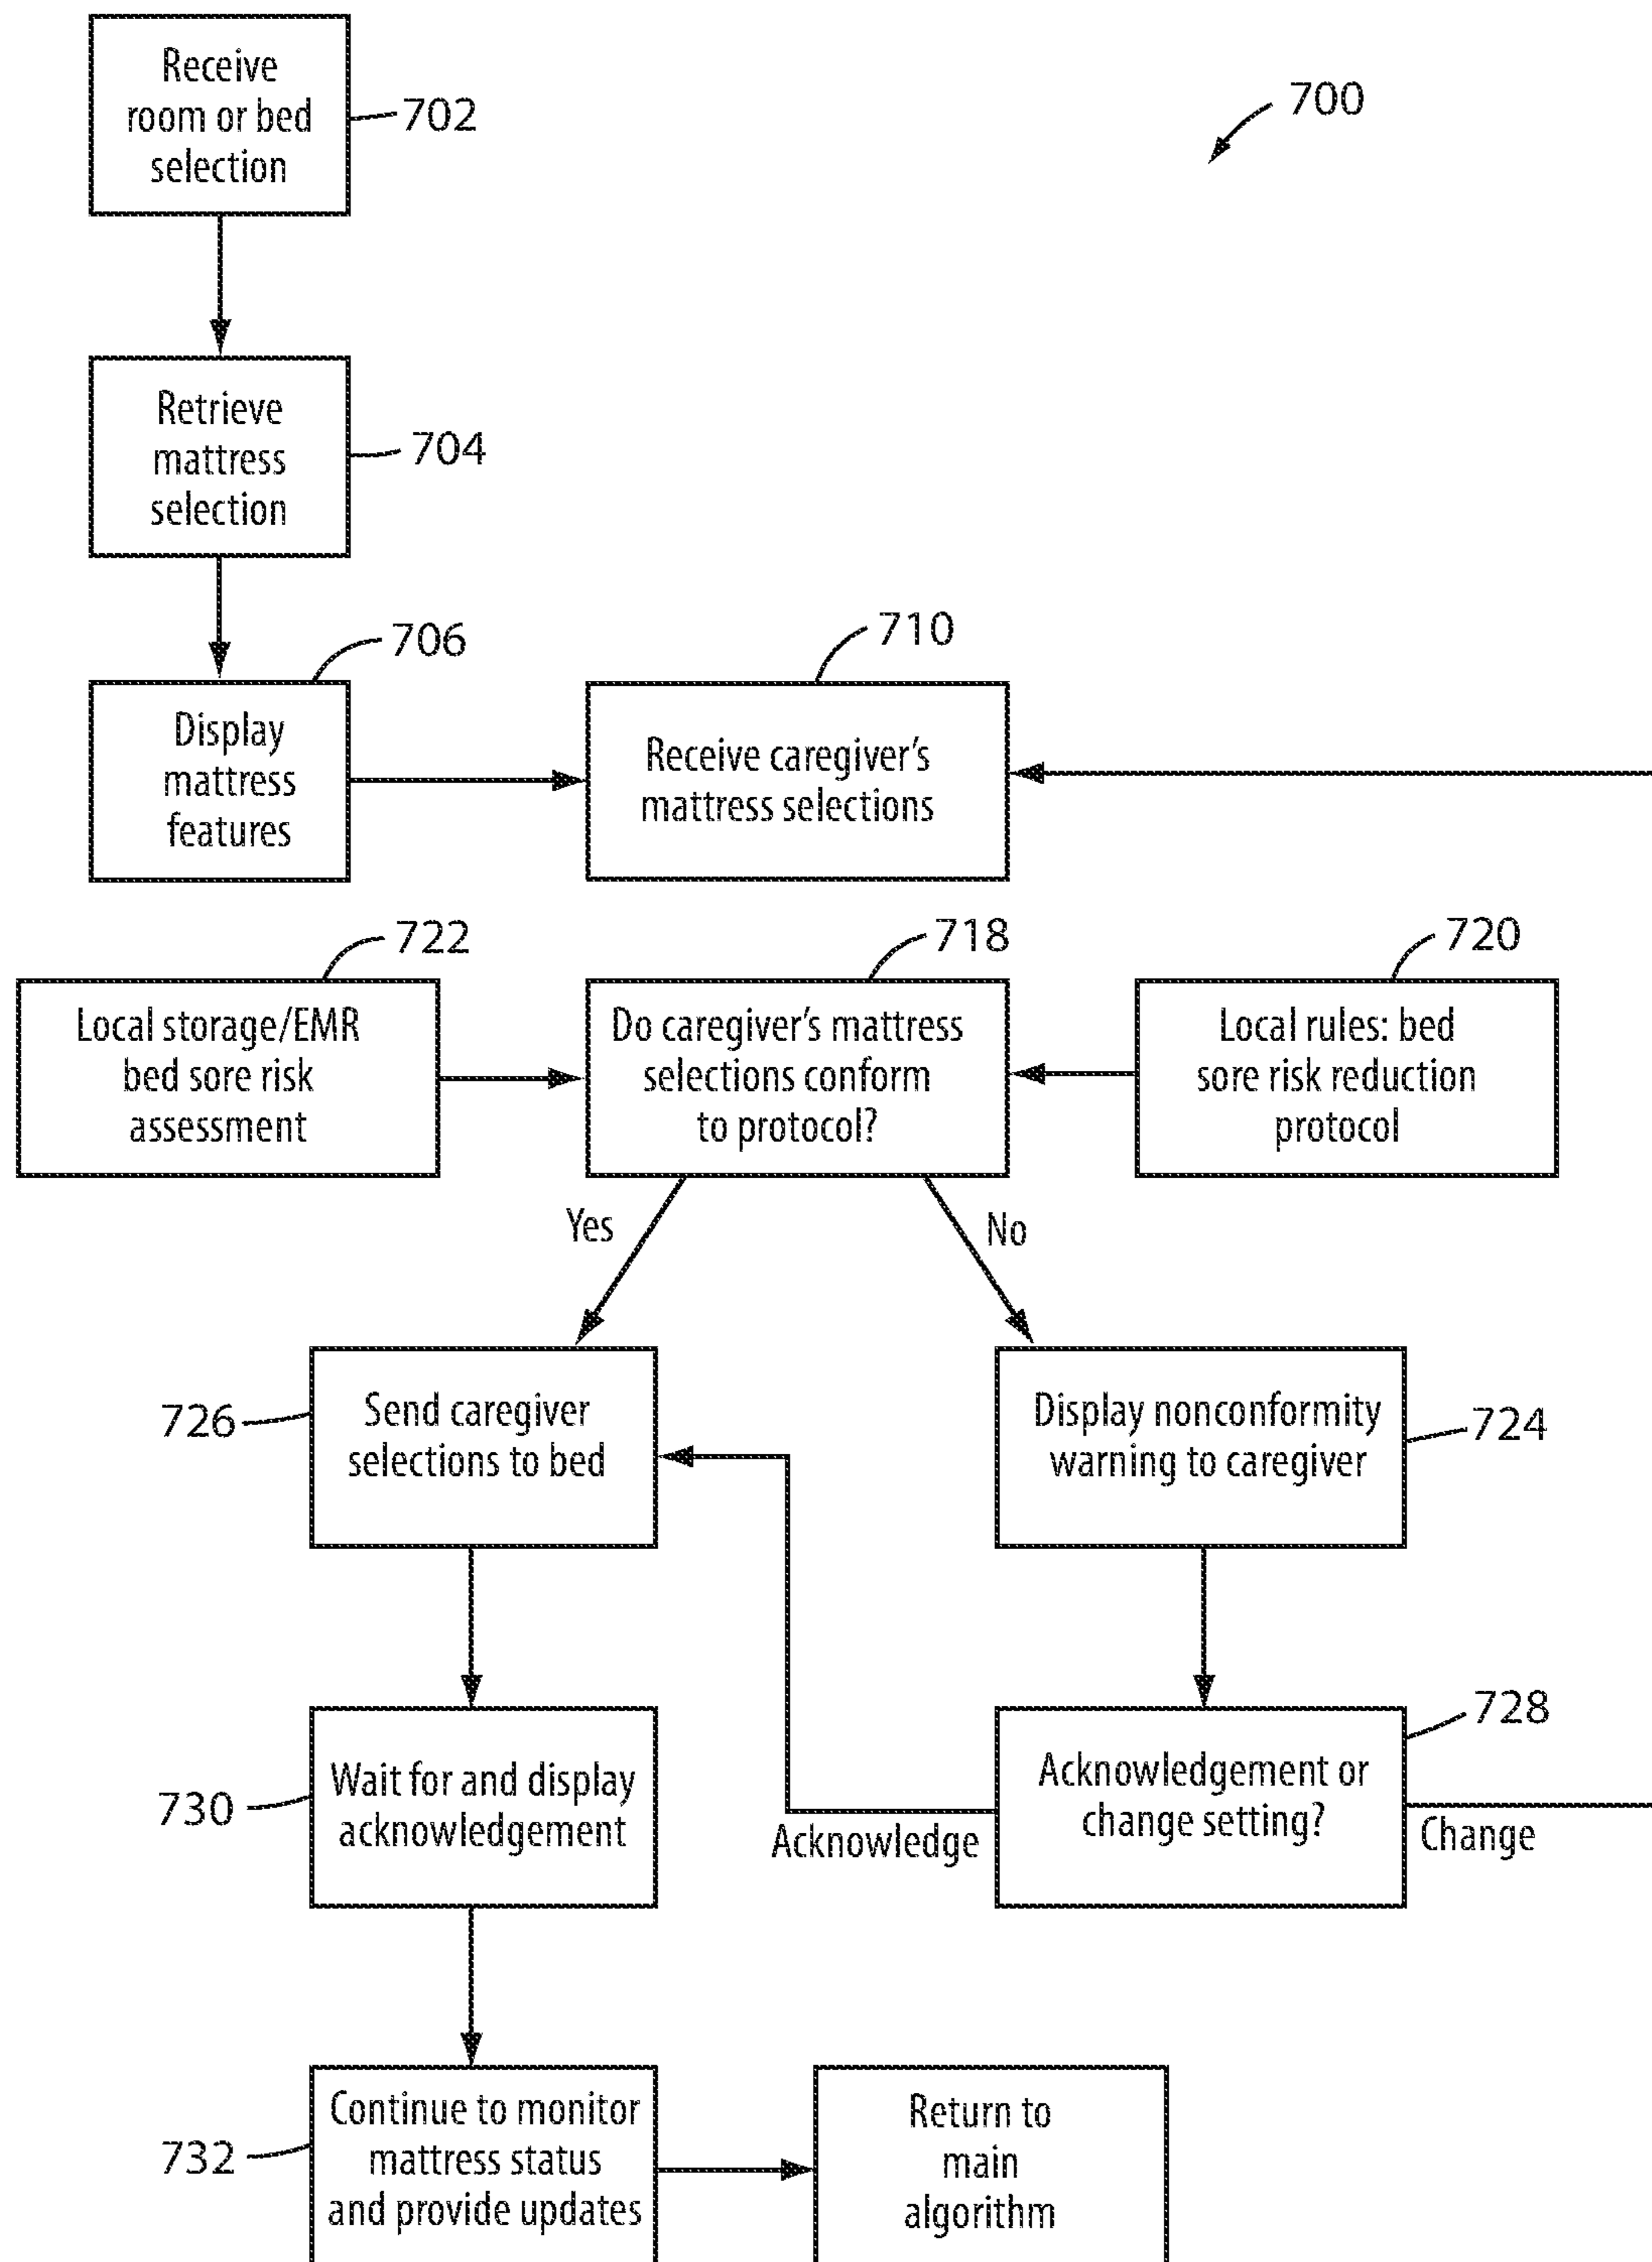 Receive
room or bed
selection
702
700
Retrieve
mattress
selection
704
706
710
Display
mattress
features
Receive caregiver's
mattress selections
722
718
720
Local storage/EMR
bed sore risk
assessment
Do caregiver's mattress
selections conform
to protocol?
Local rules: bed
sore risk reduction
protocol
Yes
No
726
Send caregiver
selections to bed
Display nonconformity
warning to caregiver
724
728
730
Wait for and display
acknowledgement
Acknowledge
Acknowledgement or
change setting?
Change
732
Continue to monitor
mattress status
and provide updates
Return to
main
algorithm